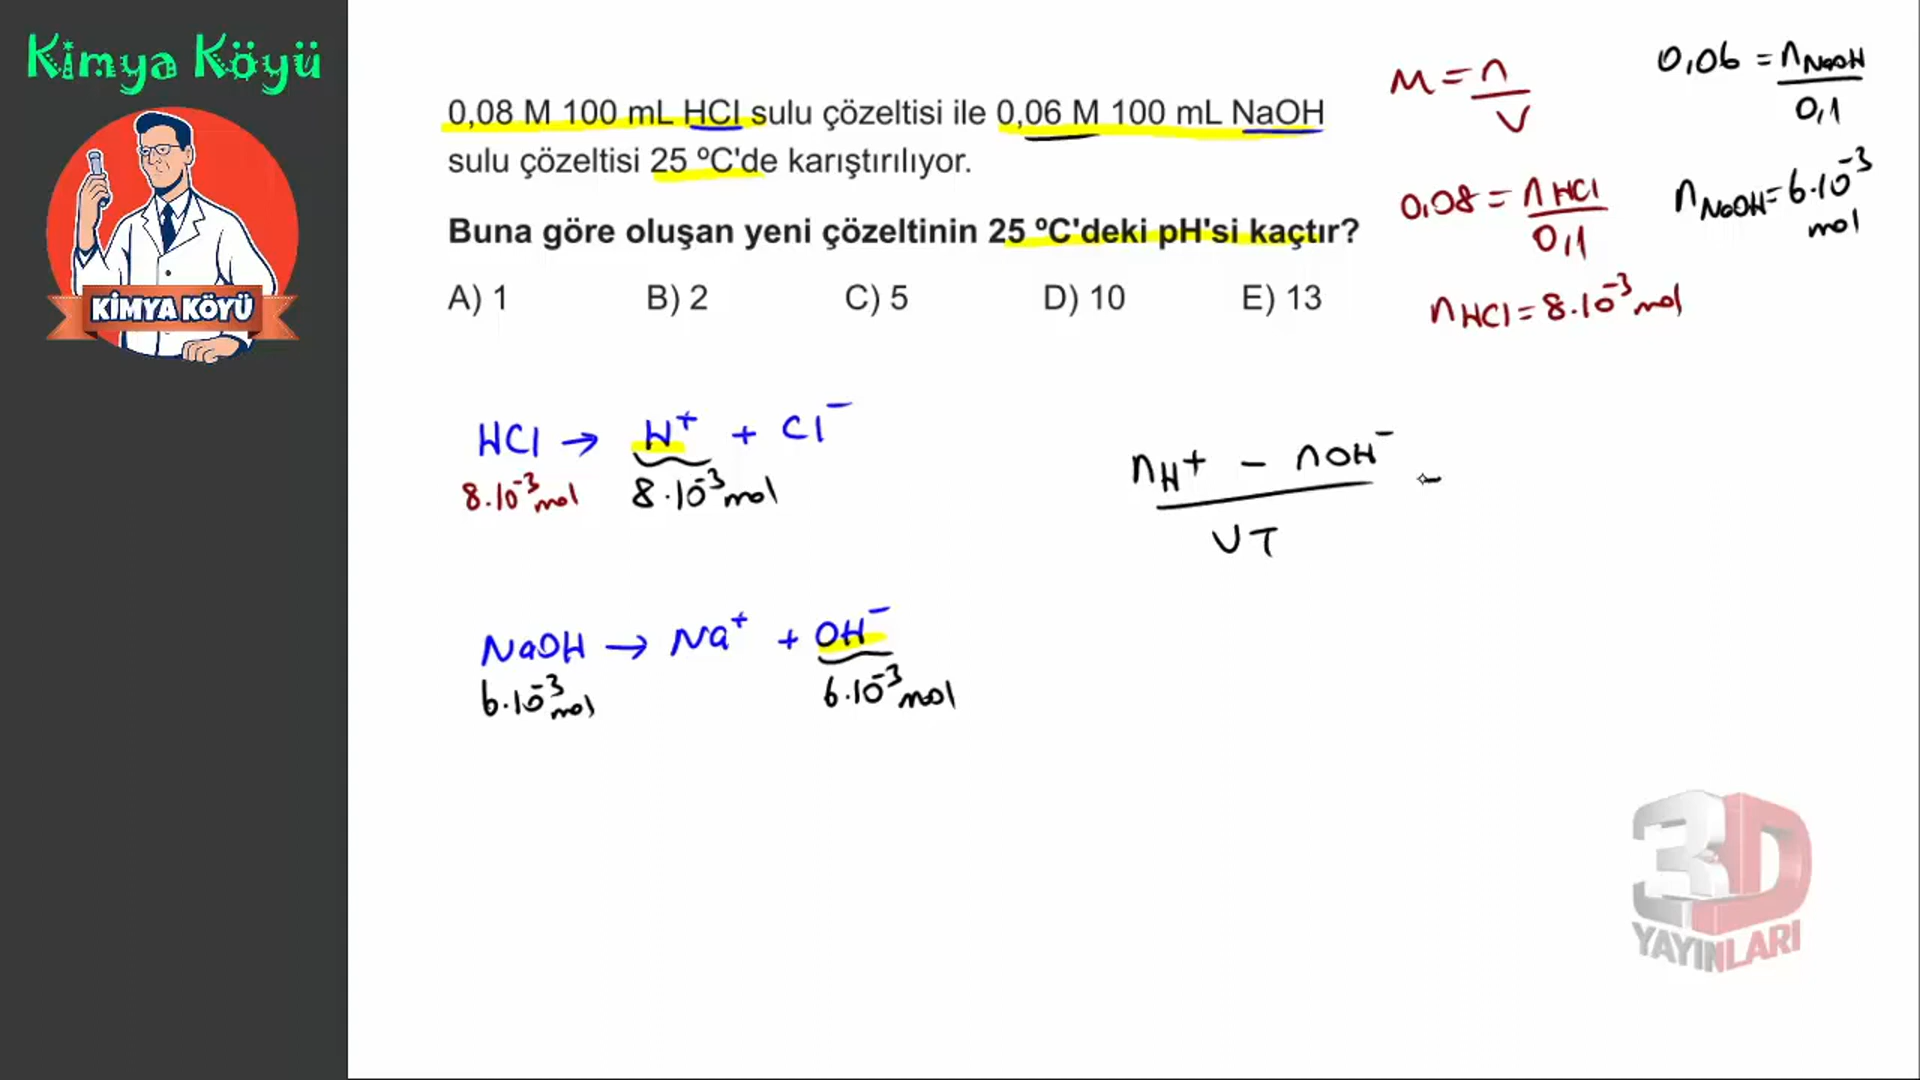 Kimya Köyü
KİMYA KÖYÜ
0,08 M 100 mL HCl sulu çözeltisi ile 0,06 M 100 mL NaOH
sulu çözeltisi 25 ºC'de karıştırılıyor.
Buna göre oluşan yeni çözeltinin 25 ºC'deki pH'si kaçtır?
A) 1 B) 2 C) 5 D) 10 E) 13
M = n/V
0,08 = nHCl/0,1
nHCl = 8.10⁻³ mol
0,06 = nNaOH/0,1
nNaOH = 6.10⁻³
mol
HCl → H⁺ + Cl⁻
8.10⁻³ mol 8.10⁻³ mol
nH⁺ - nOH⁻
VT
NaOH → Na⁺ + OH⁻
6.10⁻³ mol 6.10⁻³ mol
3D
YAYINLARI